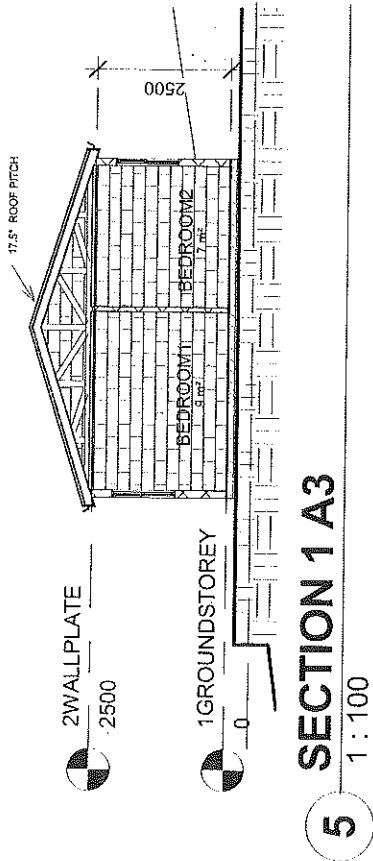 17.5° ROOF PITCH
2WALLPLATE
2500
2500
BEDROOM1
9 m²
BEDROOM2
7 m²
1GROUNDSTOREY
0
5
SECTION 1 A3
1 : 100